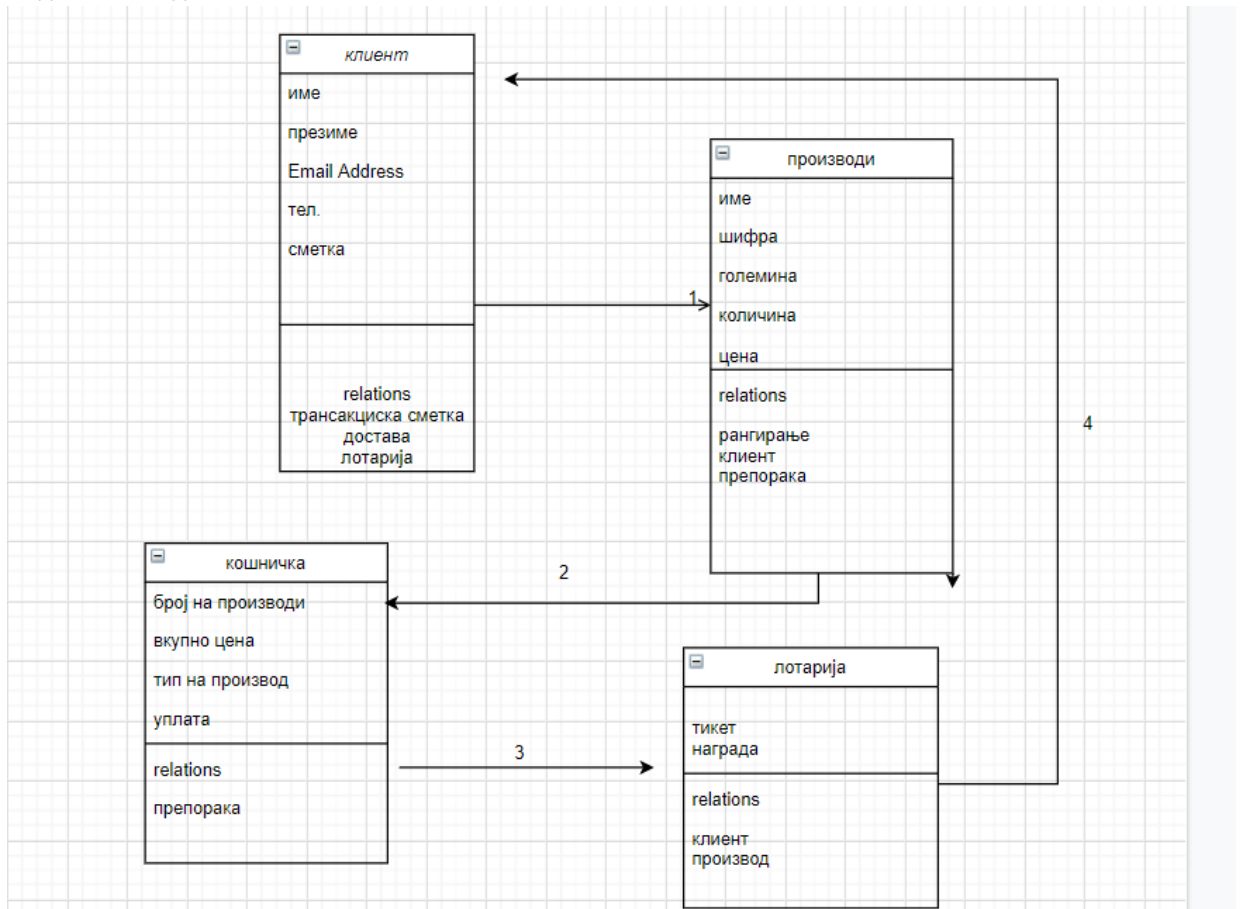 клиент
име
презиме
Email Address
тел.
сметка
relations
трансакциска сметка
достава
лотарија
1
производи
име
шифра
големина
количина
цена
relations
рангирање
клиент
препорака
4
2
кошничка
број на производи
вкупно цена
тип на производ
уплата
relations
препорака
3
лотарија
тикет
награда
relations
клиент
производ